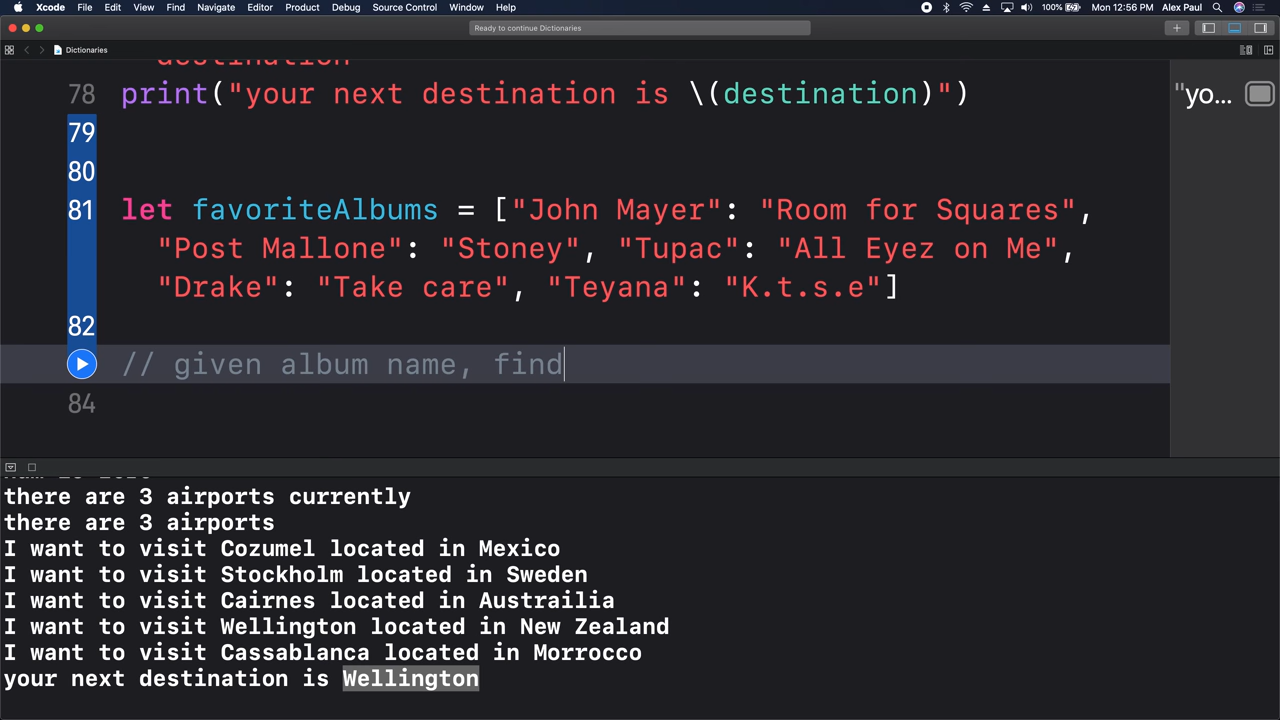 Xcode File Edit View Find Navigate Editor Product Debug Source Control Window Help 100% Mon 12:56 PM Alex Paul
Ready to continue Dictionaries
Dictionaries
destination
78 print("your next destination is \(destination)") "yo...
79
80
81 let favoriteAlbums = ["John Mayer": "Room for Squares",
"Post Mallone": "Stoney", "Tupac": "All Eyez on Me",
"Drake": "Take care", "Teyana": "K.t.s.e"]
82
// given album name, find
84
there are 3 airports currently
there are 3 airports
I want to visit Cozumel located in Mexico
I want to visit Stockholm located in Sweden
I want to visit Cairnes located in Austrailia
I want to visit Wellington located in New Zealand
I want to visit Cassablanca located in Morrocco
your next destination is Wellington